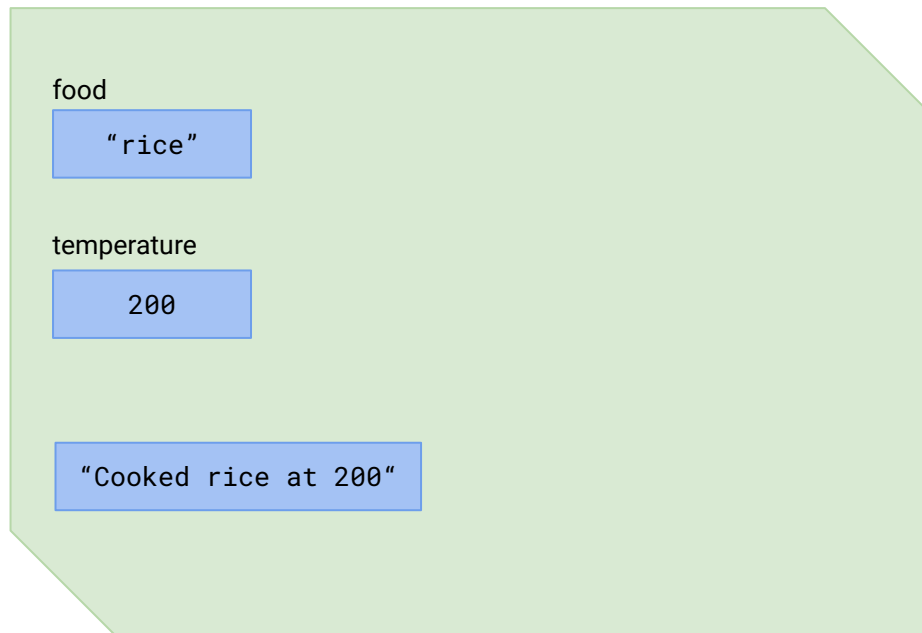 food
“rice”
temperature
200
“Cooked rice at 200“